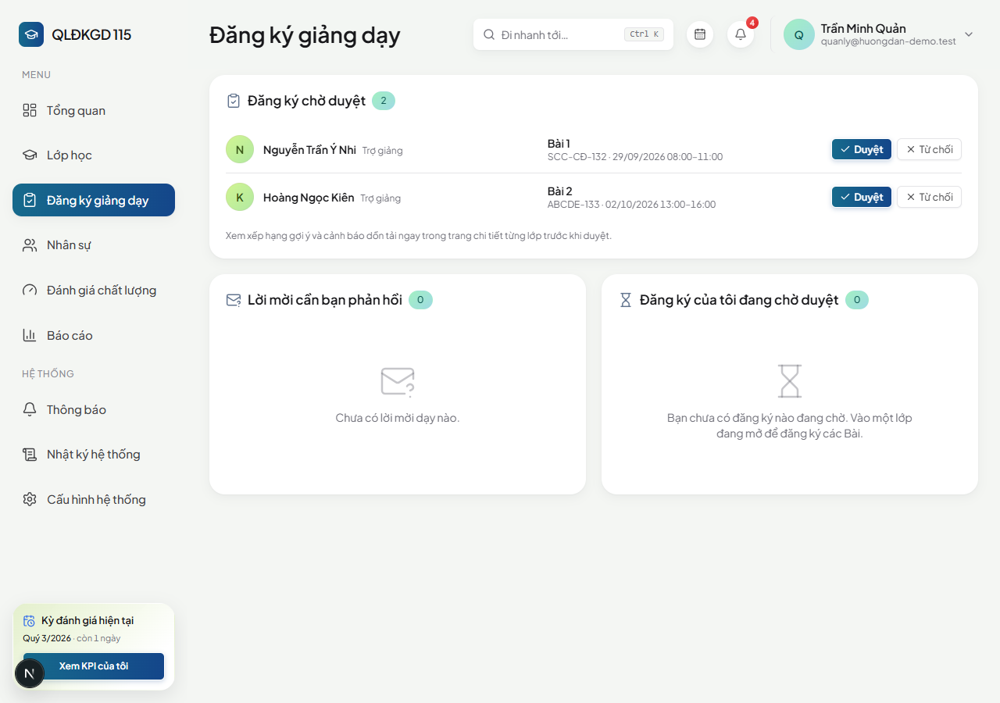 QLĐKGD 115
Đăng ký giảng dạy
Đi nhanh tới...
Ctrl K
4
Q
Trần Minh Quản
quanly@huongdan-demo.test
MENU
Tổng quan
Lớp học
Đăng ký giảng dạy
Nhân sự
Đánh giá chất lượng
Báo cáo
HỆ THỐNG
Thông báo
Nhật ký hệ thống
Cấu hình hệ thống
Kỳ đánh giá hiện tại
Quý 3/2026 · còn 1 ngày
Xem KPI của tôi
N
Đăng ký chờ duyệt 2
N
Nguyễn Trần Ý Nhi Trợ giảng
Bài 1
SCC-CĐ-132 · 29/09/2026 08:00–11:00
Duyệt
Từ chối
K
Hoàng Ngọc Kiên Trợ giảng
Bài 2
ABCDE-133 · 02/10/2026 13:00–16:00
Duyệt
Từ chối
Xem xếp hạng gợi ý và cảnh báo dồn tải ngay trong trang chi tiết từng lớp trước khi duyệt.
Lời mời cần bạn phản hồi 0
Chưa có lời mời dạy nào.
Đăng ký của tôi đang chờ duyệt 0
Bạn chưa có đăng ký nào đang chờ. Vào một lớp
đang mở để đăng ký các Bài.